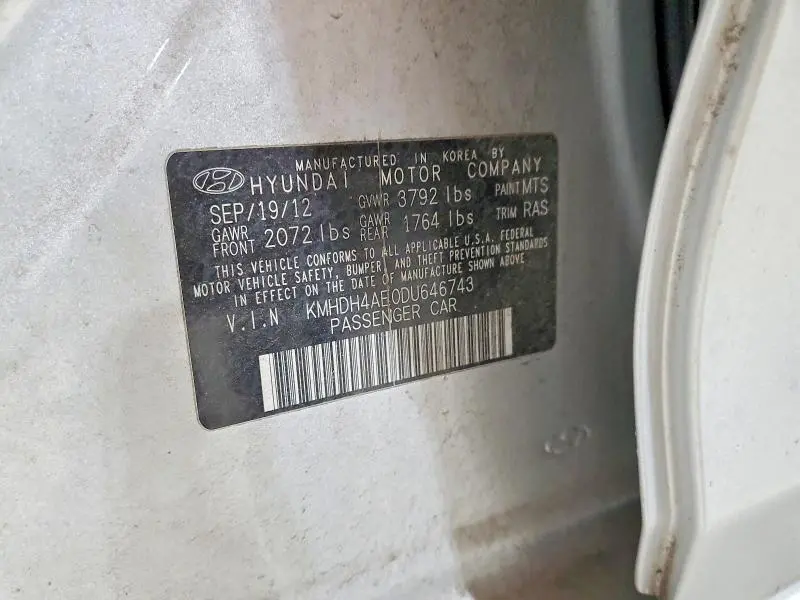 MANUFACTURED IN KOREA BY
HYUNDAI MOTOR COMPANY
SEP/19/12 GVWR 3792 lbs PAINT MTS
GAWR FRONT 2072 lbs GAWR REAR 1764 lbs TRIM RAS
THIS VEHICLE CONFORMS TO ALL APPLICABLE U.S.A. FEDERAL
MOTOR VEHICLE SAFETY, BUMPER, AND THEFT PREVENTION STANDARDS
IN EFFECT ON THE DATE OF MANUFACTURE SHOWN ABOVE
V.I.N KMHDH4AE0DU646743
PASSENGER CAR